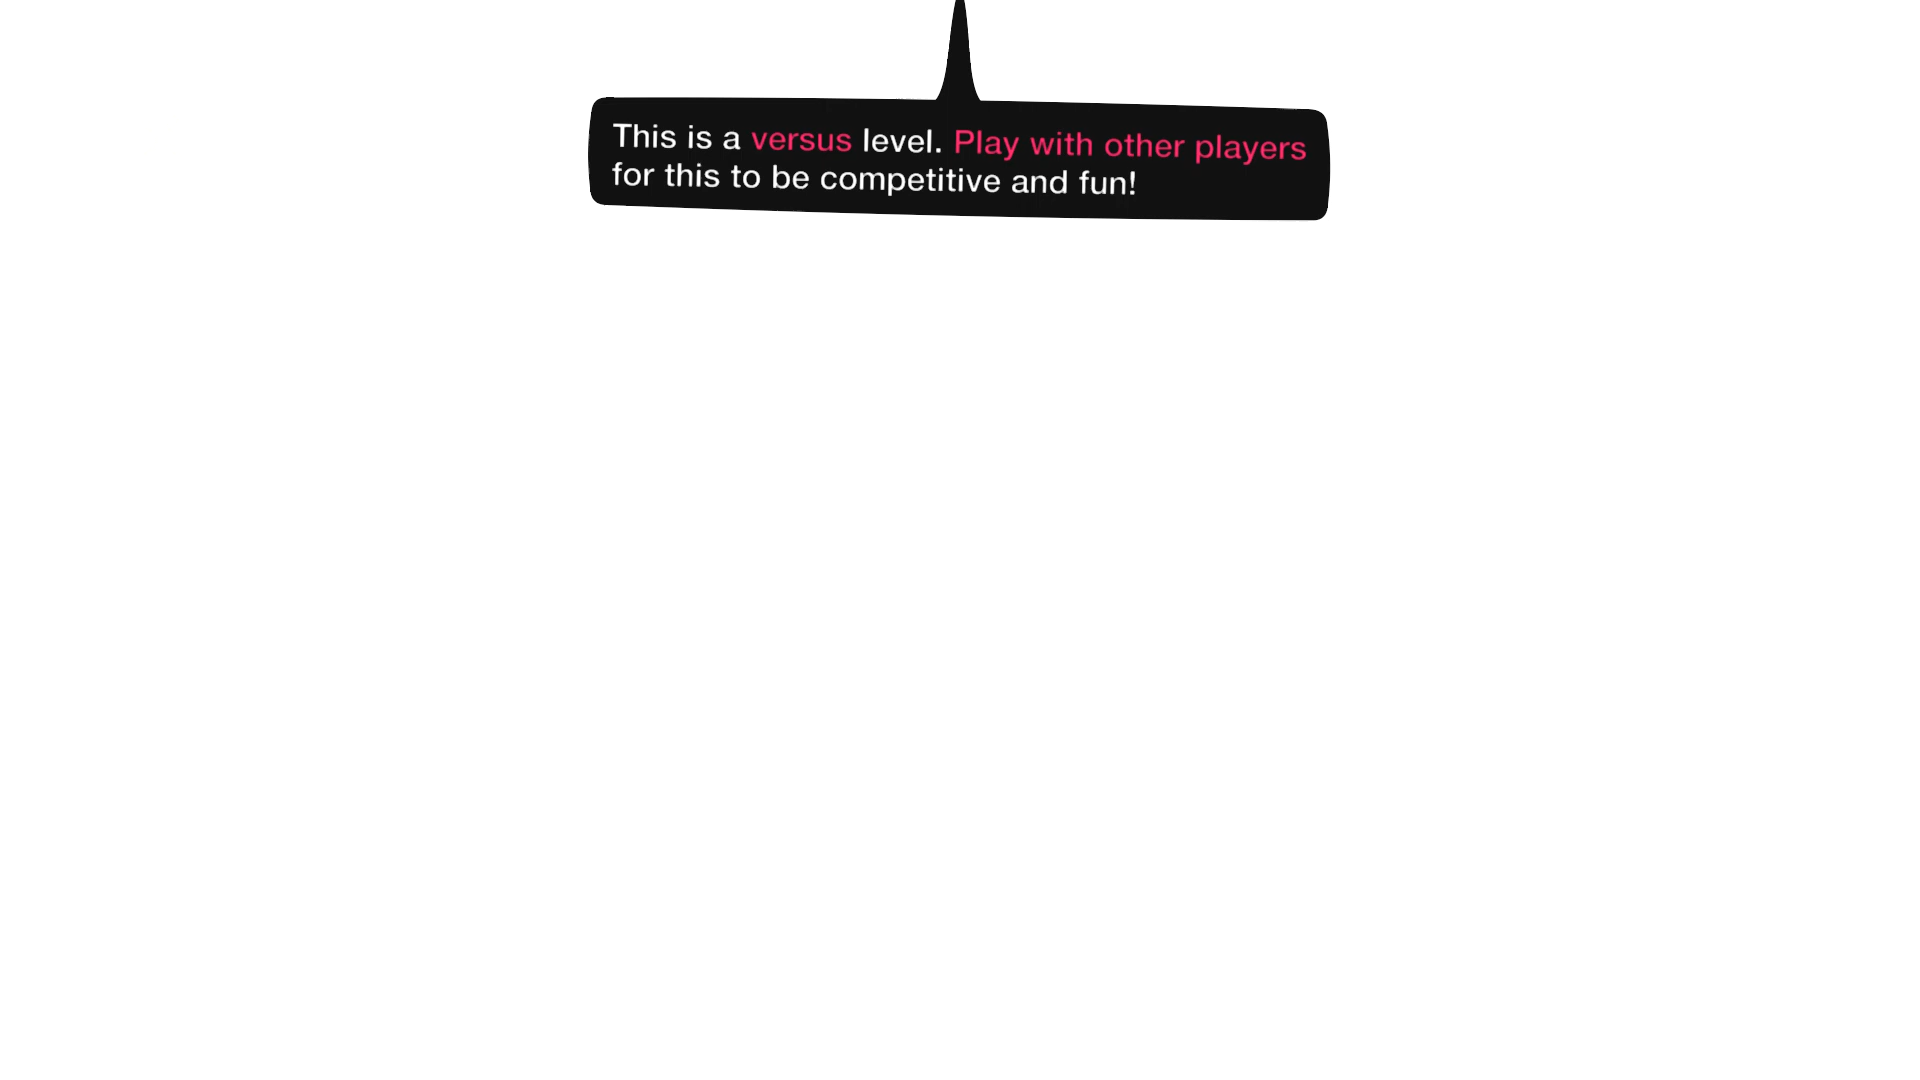 This is a versus level. Play with other players
for this to be competitive and fun!